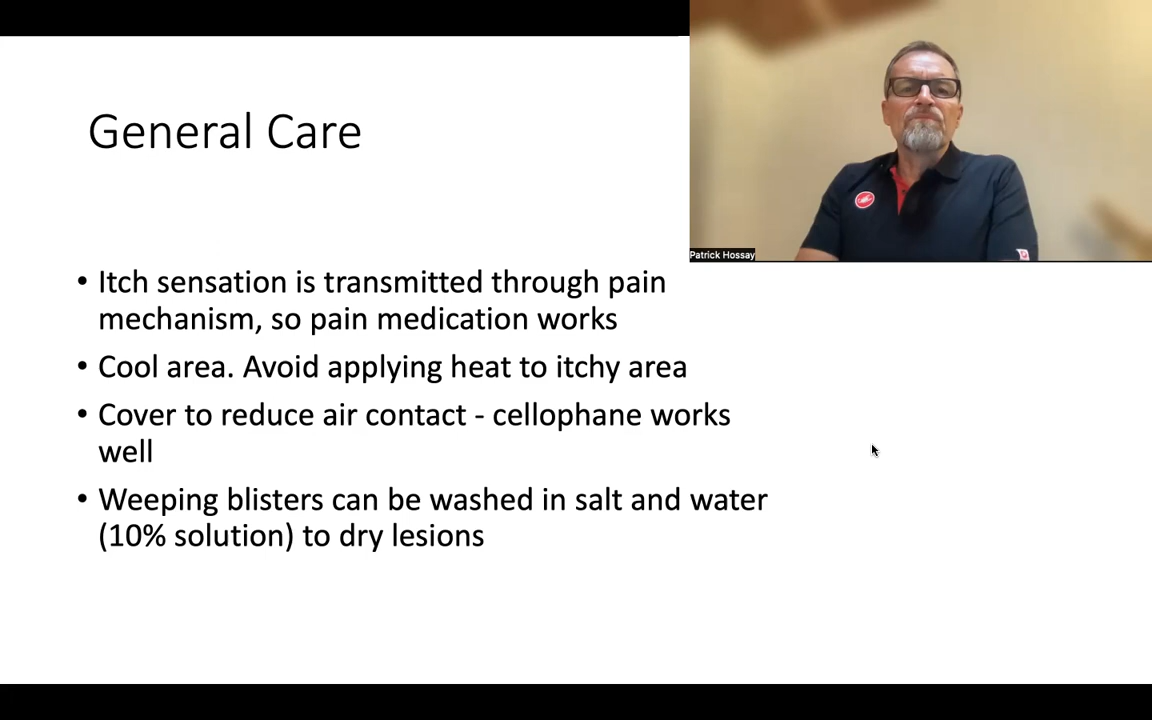 General Care
Patrick Hossay
• Itch sensation is transmitted through pain
mechanism, so pain medication works
• Cool area. Avoid applying heat to itchy area
• Cover to reduce air contact - cellophane works
well
• Weeping blisters can be washed in salt and water
(10% solution) to dry lesions